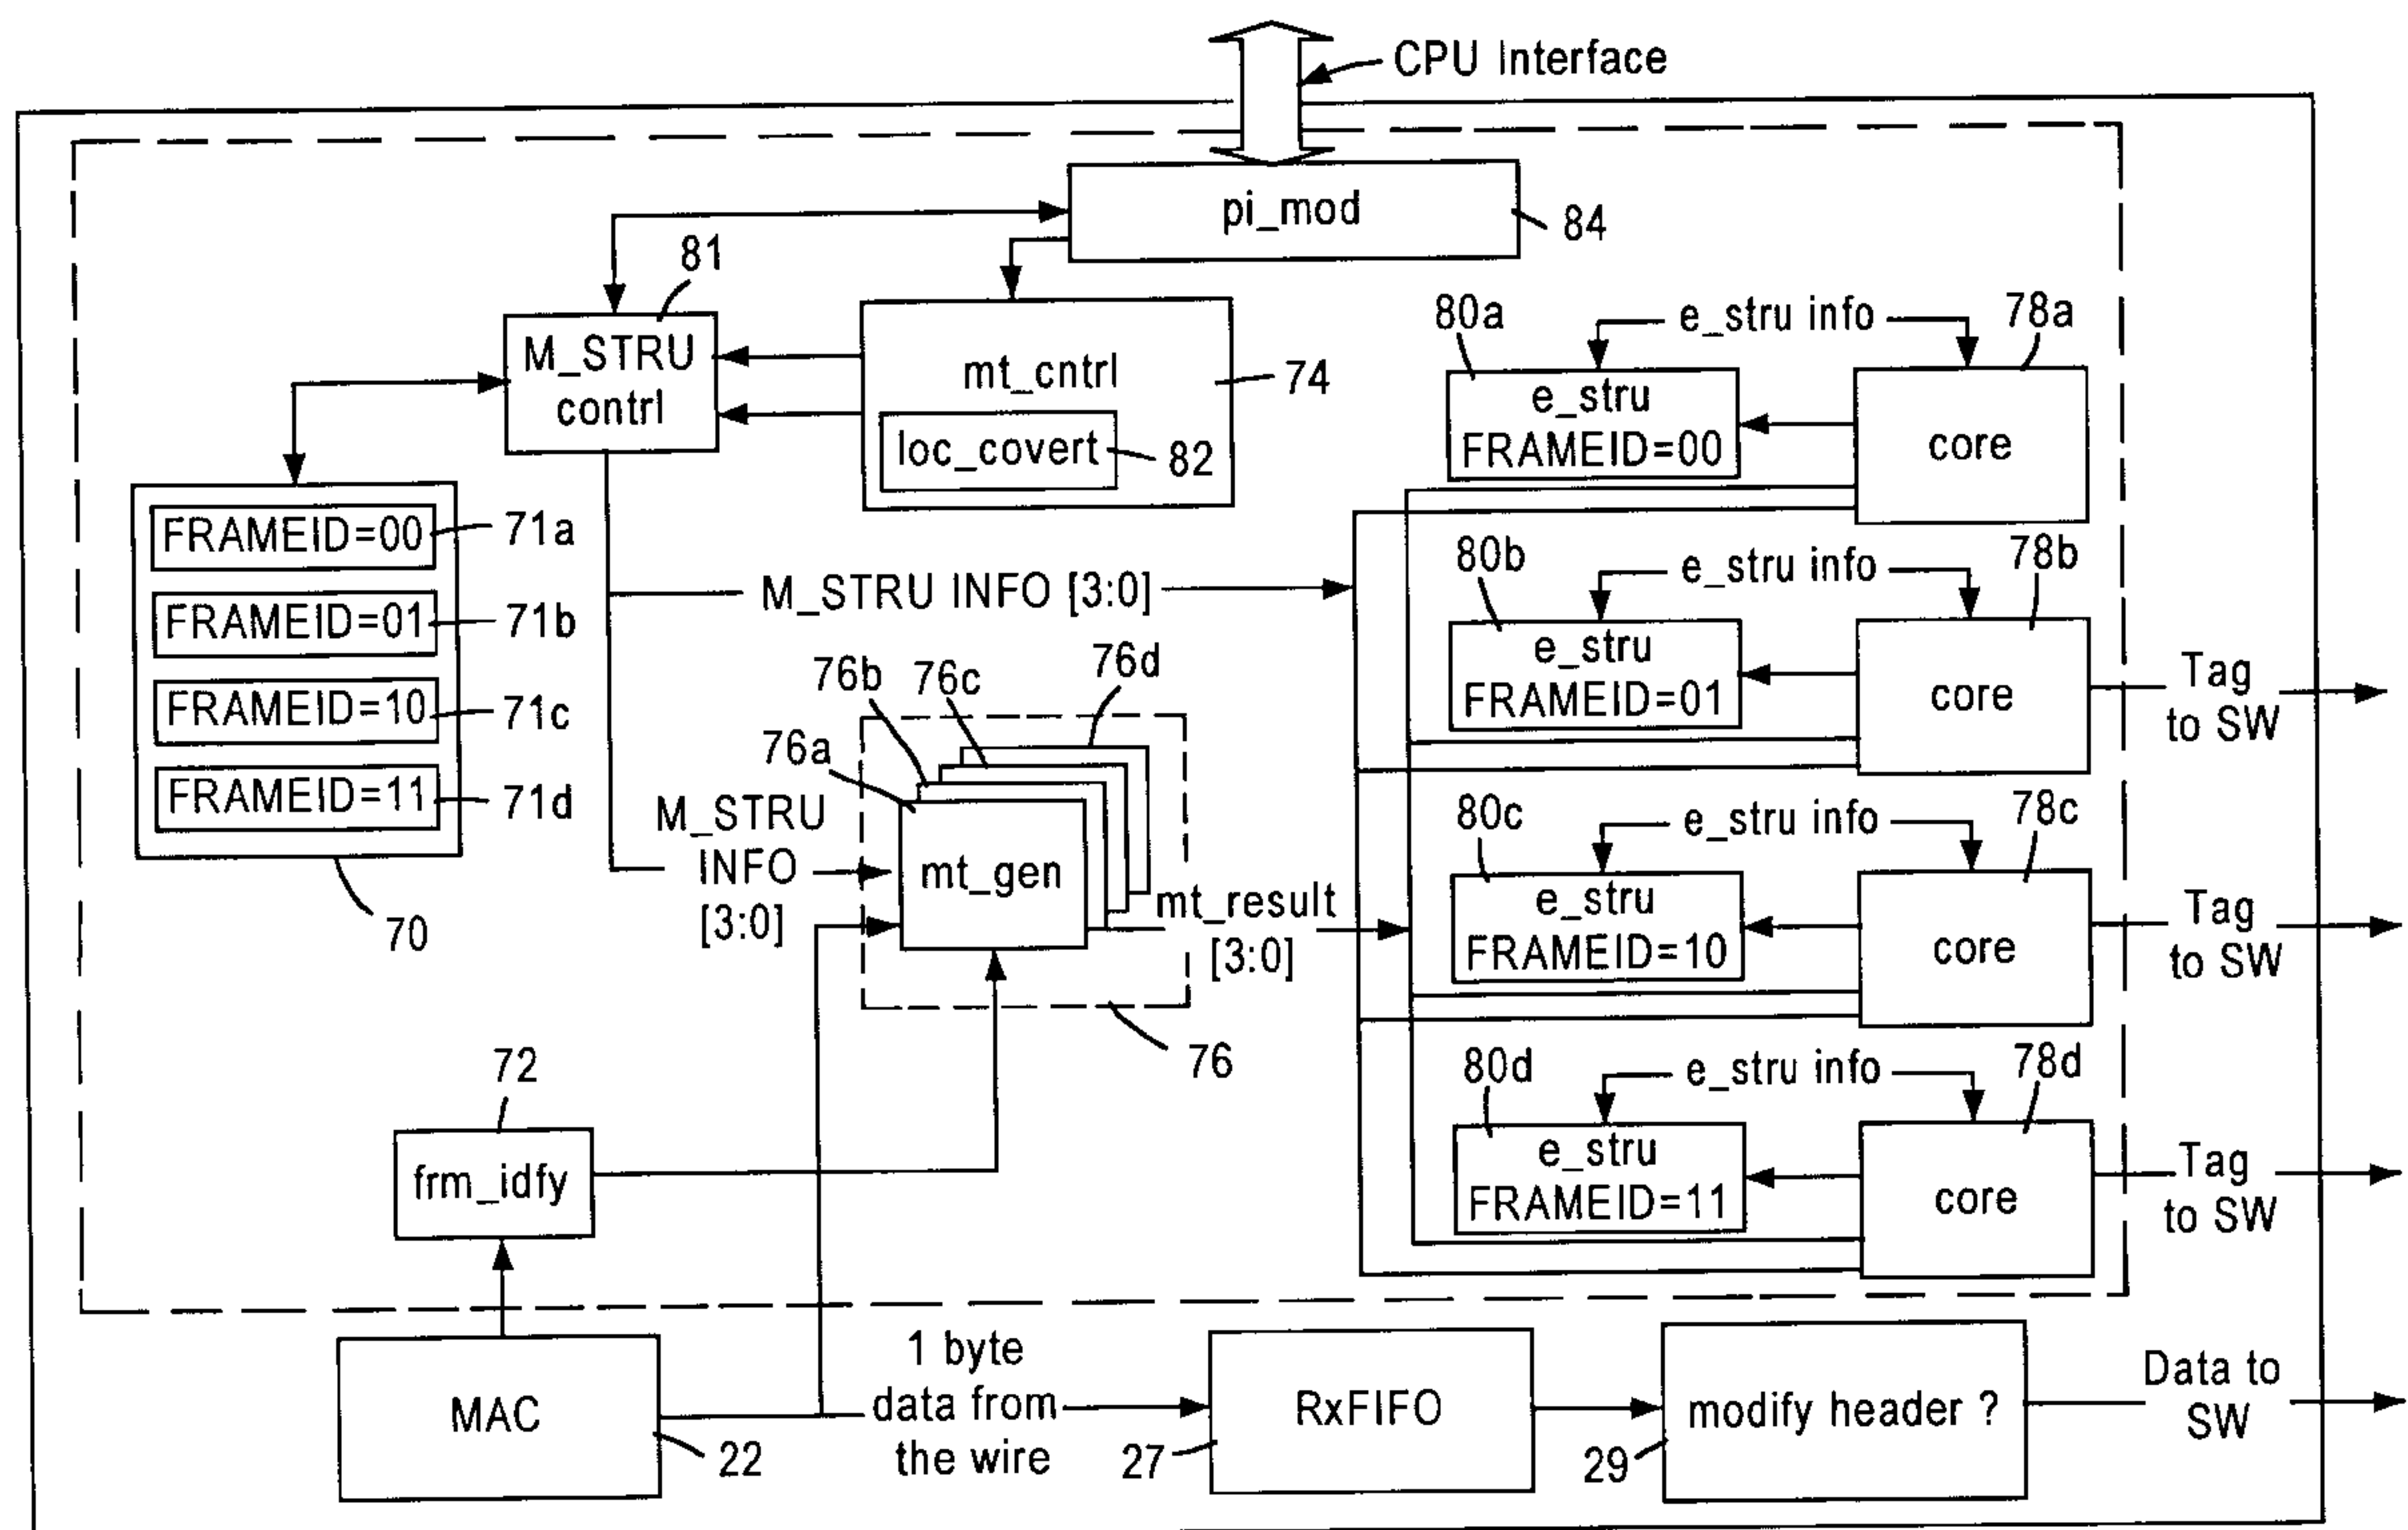 CPU Interface
pi_mod
84
81
M_STRU
contrl
mt_cntrl
74
loc_covert
82
FRAMEID=00
71a
FRAMEID=01
71b
FRAMEID=10
71c
FRAMEID=11
71d
70
M_STRU INFO [3:0]
M_STRU
INFO
[3:0]
76a
76b
76c
76d
mt_gen
76
mt_result
[3:0]
72
frm_idfy
80a
e_stru info
78a
e_stru
FRAMEID=00
core
80b
e_stru info
78b
e_stru
FRAMEID=01
core
Tag
to SW
80c
e_stru info
78c
e_stru
FRAMEID=10
core
Tag
to SW
80d
e_stru info
78d
e_stru
FRAMEID=11
core
Tag
to SW
MAC
22
1 byte
data from
the wire
RxFIFO
27
modify header ?
29
Data to
SW